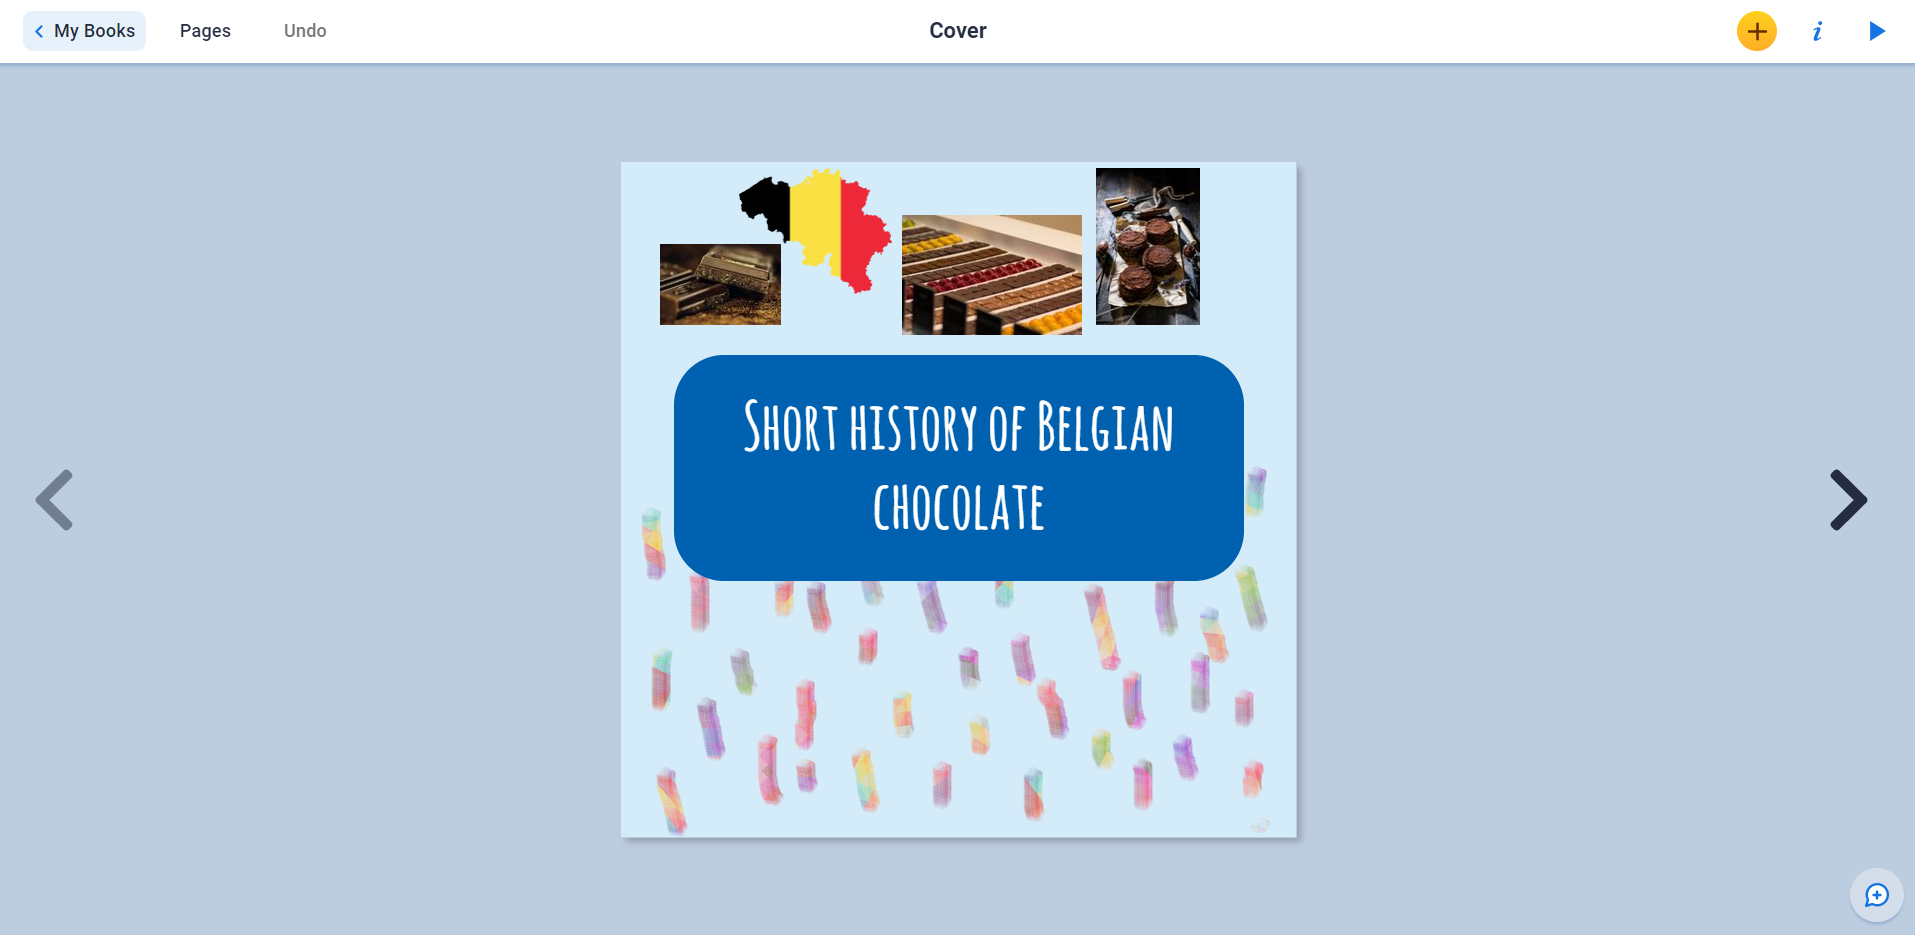 My Books
Pages
Undo
Cover
Short history of Belgian
chocolate